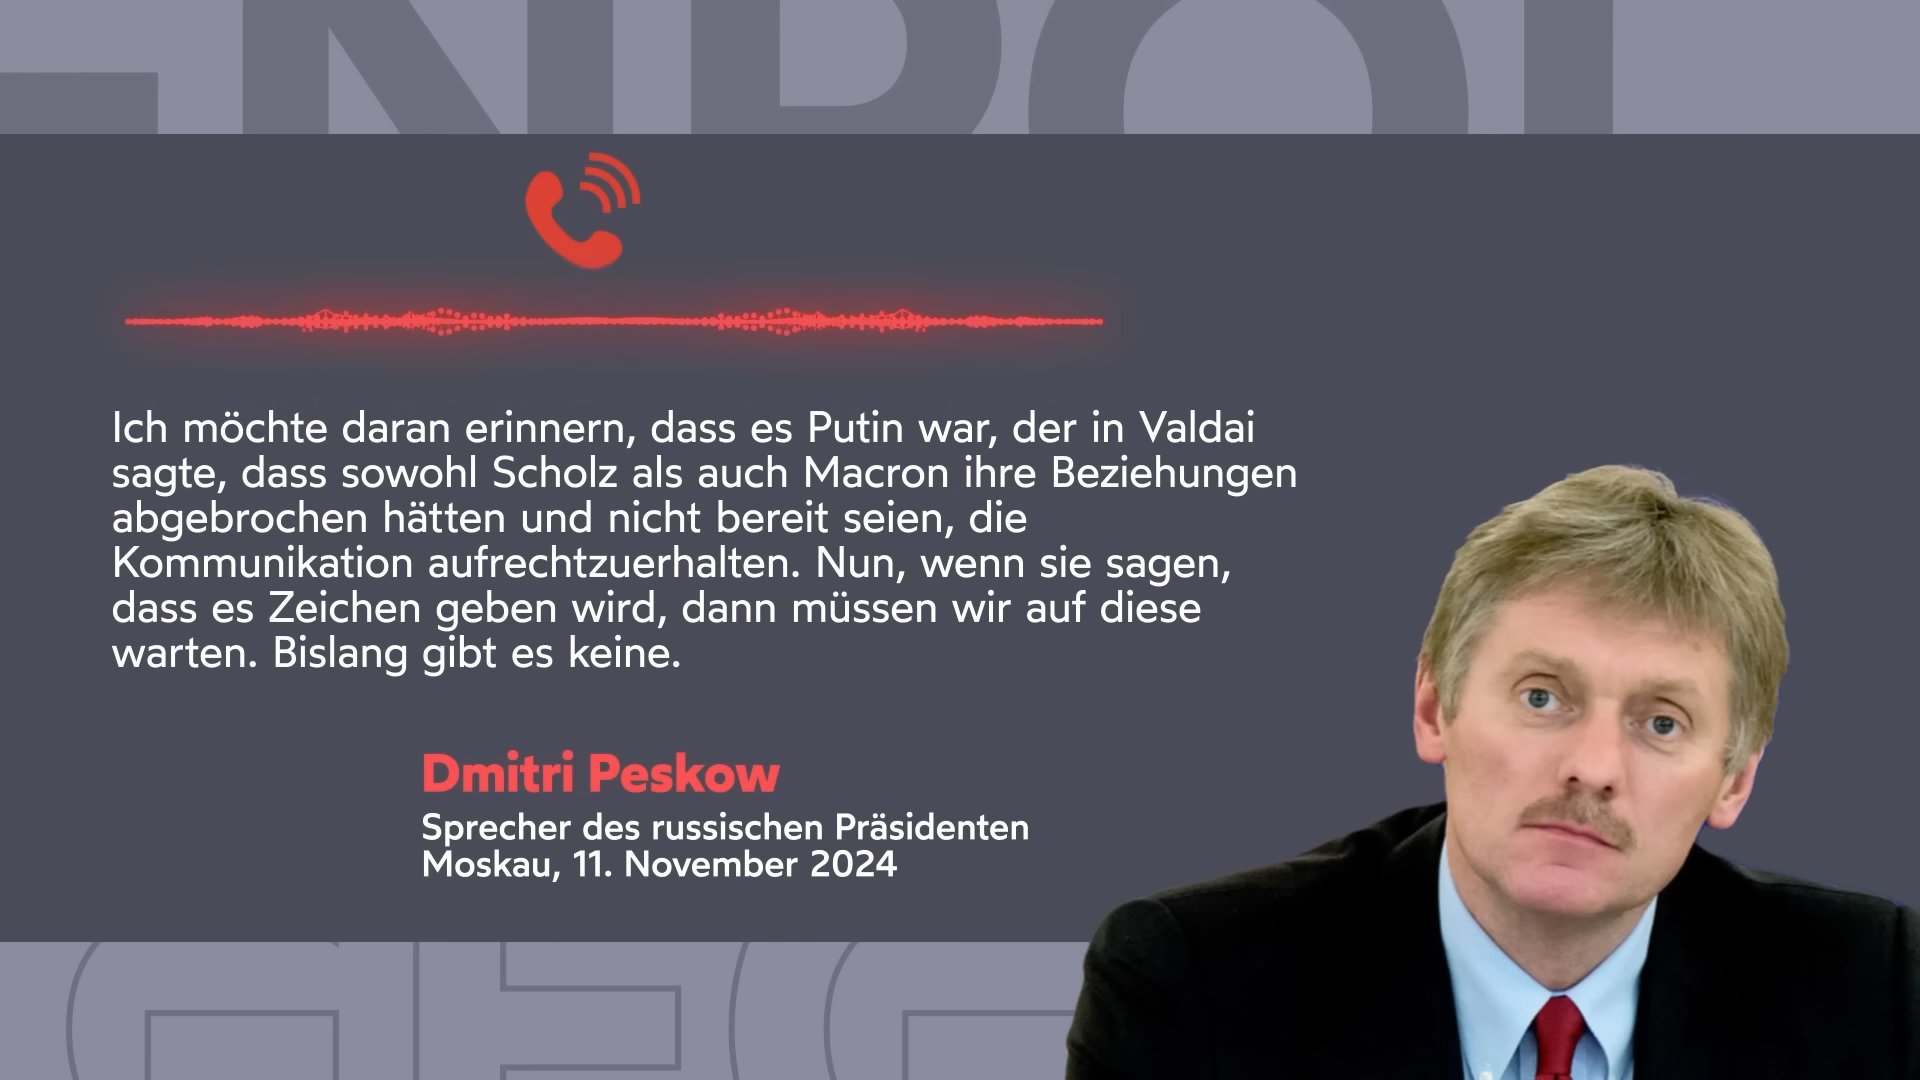 ENPOL
Ich möchte daran erinnern, dass es Putin war, der in Valdai
sagte, dass sowohl Scholz als auch Macron ihre Beziehungen
abgebrochen hätten und nicht bereit seien, die
Kommunikation aufrechtzuerhalten. Nun, wenn sie sagen,
dass es Zeichen geben wird, dann müssen wir auf diese
warten. Bislang gibt es keine.
Dmitri Peskow
Sprecher des russischen Präsidenten
Moskau, 11. November 2024
GEG